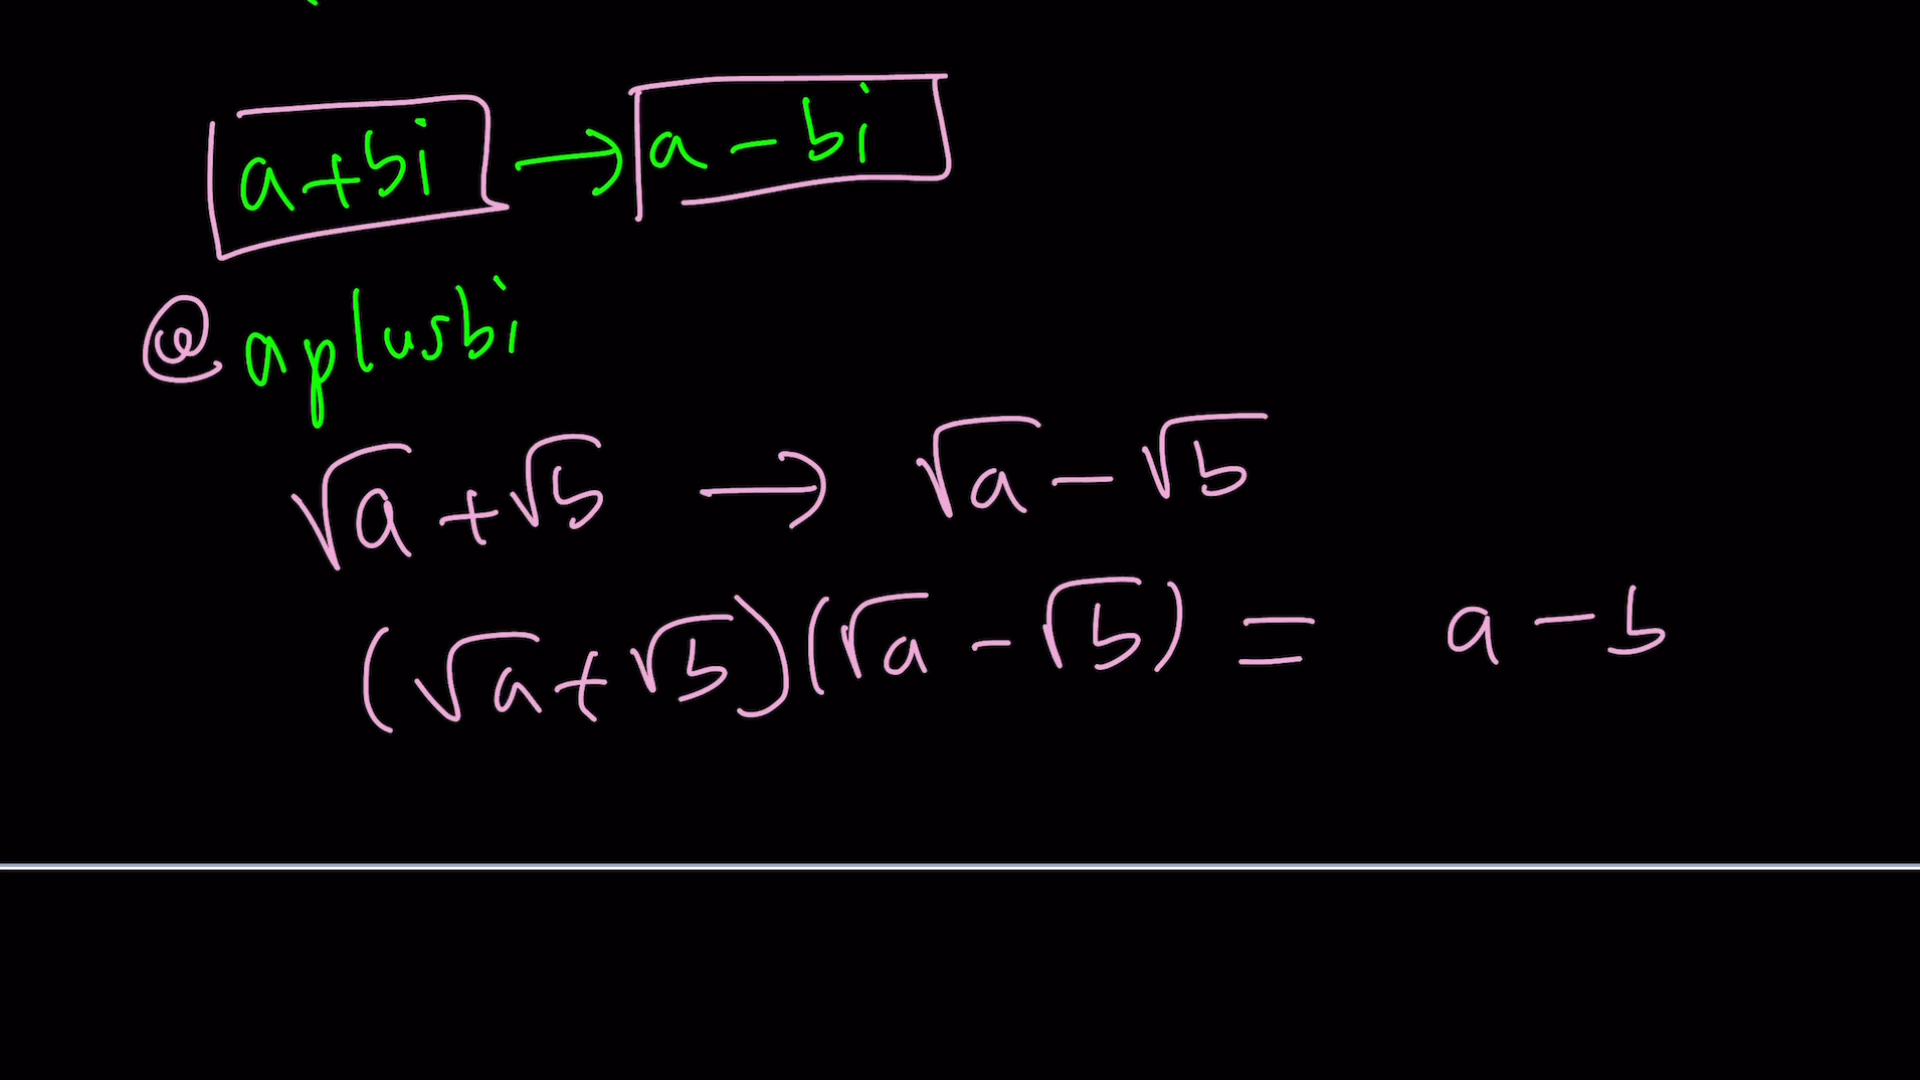 a+bi → a-bi
@aplusbi
√a + √b → √a - √b
(√a + √b)(√a - √b) = a - b